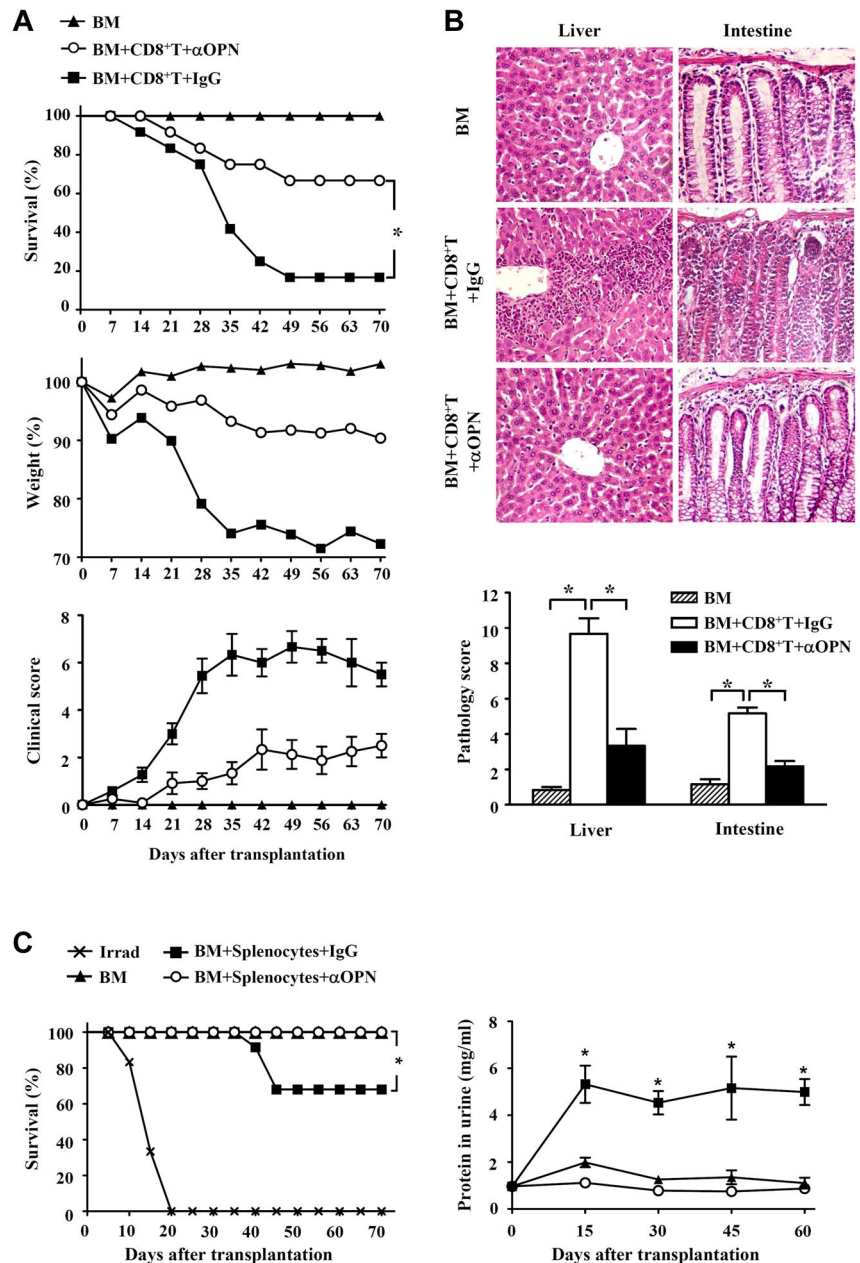 A
BM
BM+CD8⁺T+αOPN
BM+CD8⁺T+IgG
Survival (%)
100
80
60
40
20
0
*
0 7 14 21 28 35 42 49 56 63 70
Weight (%)
100
90
80
70
0 7 14 21 28 35 42 49 56 63 70
Clinical score
8
6
4
2
0
0 7 14 21 28 35 42 49 56 63 70
Days after transplantation
B
Liver Intestine
BM
BM+CD8⁺T
+IgG
BM+CD8⁺T
+αOPN
Pathology score
12
10
8
6
4
2
0
* * * *
BM
BM+CD8⁺T+IgG
BM+CD8⁺T+αOPN
Liver Intestine
C
Irrad BM+Splenocytes+IgG
BM BM+Splenocytes+αOPN
Survival (%)
100
80
60
40
20
0
*
0 10 20 30 40 50 60 70
Days after transplantation
Protein in urine (mg/ml)
8
6
4
2
0
* * * *
0 15 30 45 60
Days after transplantation